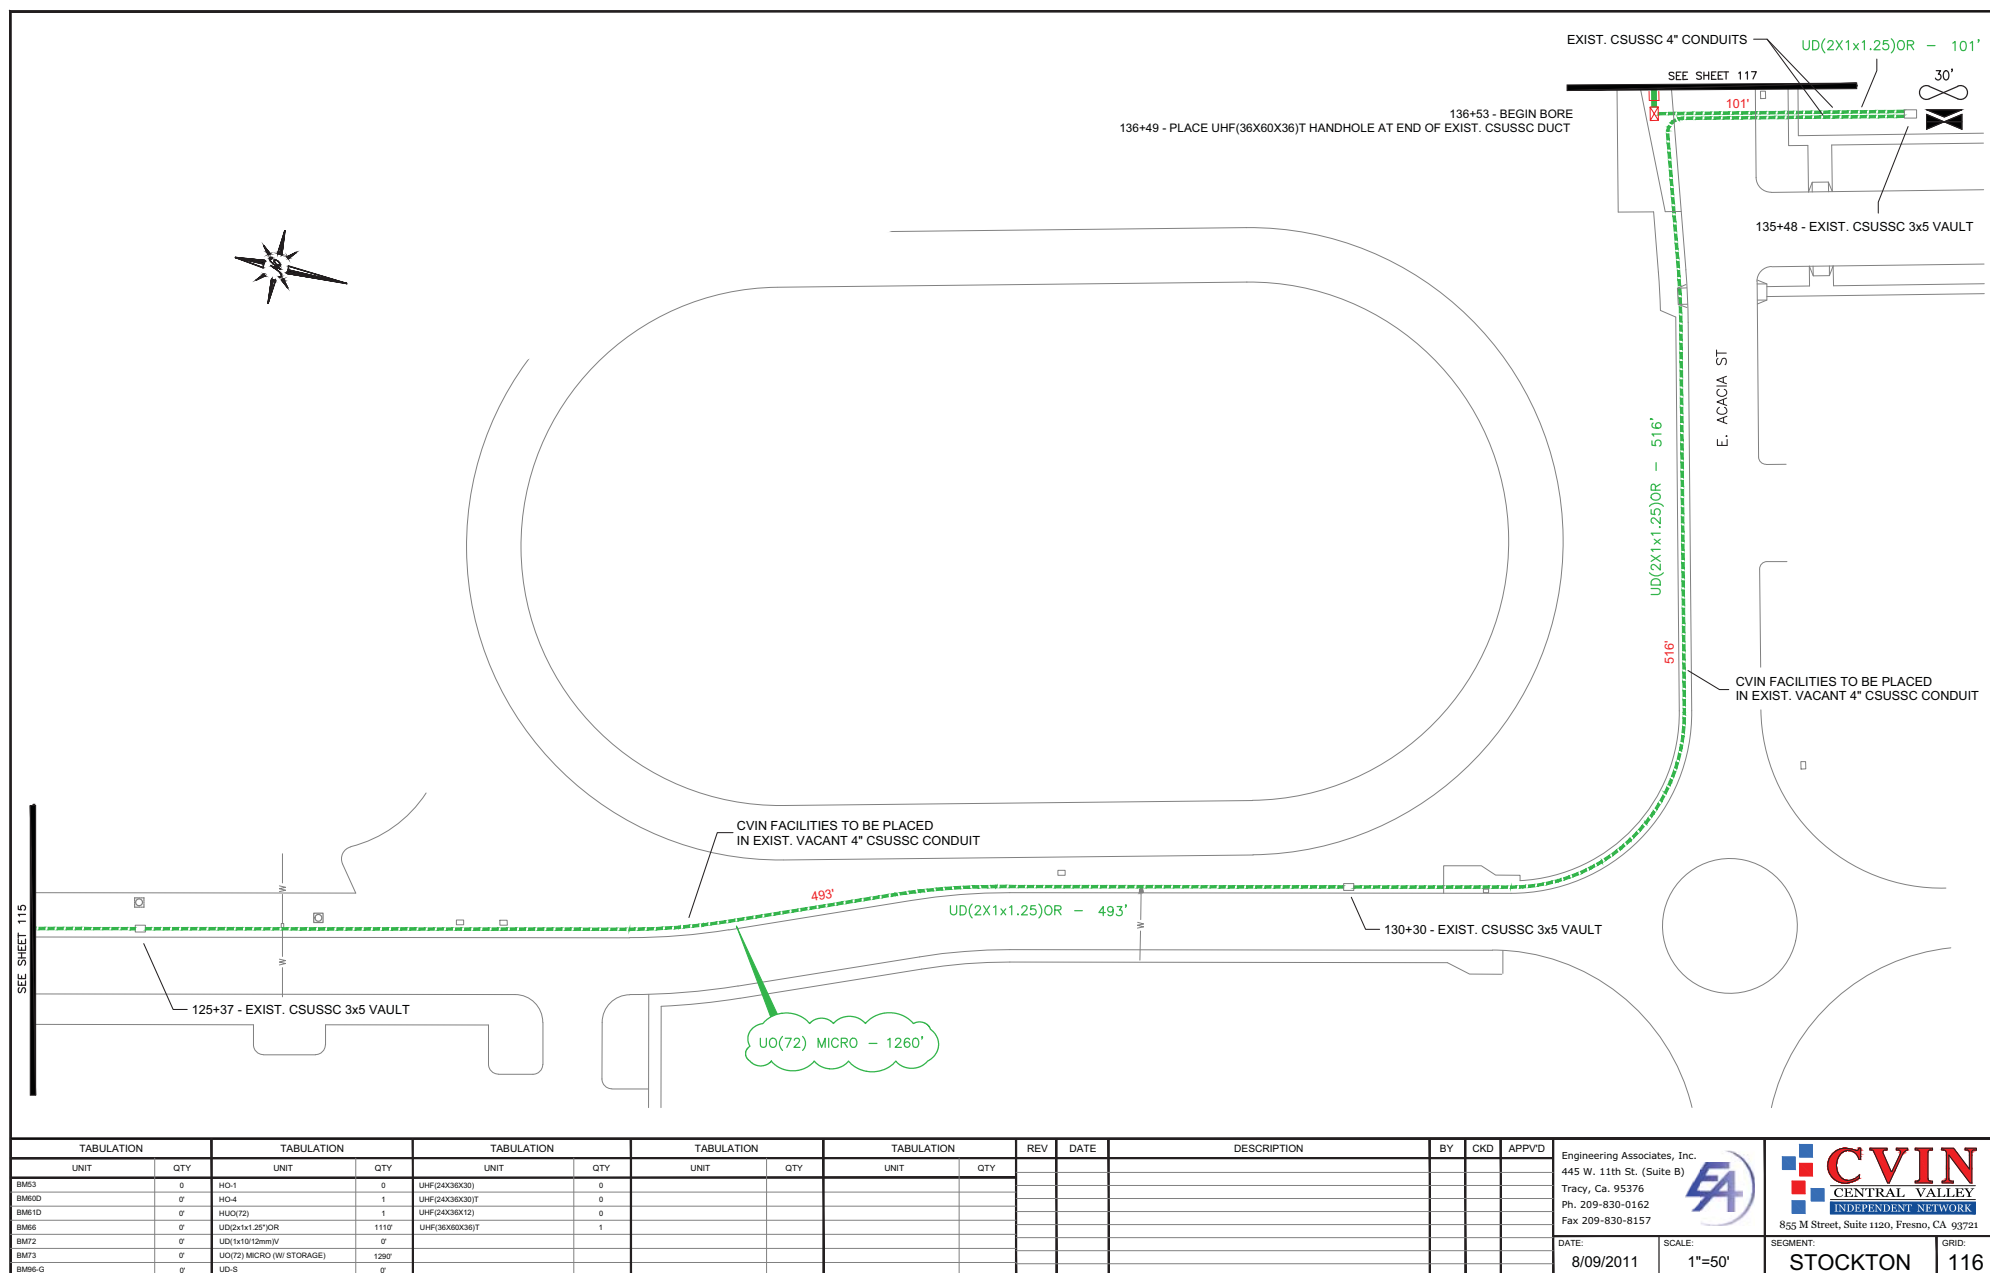 EXIST. CSUSSC 4" CONDUITS
UD(2X1x1.25)OR - 101'
SEE SHEET 117
30'
101'
136+53 - BEGIN BORE
136+49 - PLACE UHF(36X60X36)T HANDHOLE AT END OF EXIST. CSUSSC DUCT
135+48 - EXIST. CSUSSC 3x5 VAULT
E. ACACIA ST
UD(2X1x1.25)OR - 516'
516'
CVIN FACILITIES TO BE PLACED
IN EXIST. VACANT 4" CSUSSC CONDUIT
CVIN FACILITIES TO BE PLACED
IN EXIST. VACANT 4" CSUSSC CONDUIT
493'
UD(2X1x1.25)OR - 493'
W
W
W
130+30 - EXIST. CSUSSC 3x5 VAULT
SEE SHEET 115
125+37 - EXIST. CSUSSC 3x5 VAULT
UO(72) MICRO - 1260'
TABULATION TABULATION TABULATION TABULATION TABULATION REV DATE DESCRIPTION BY CKD APPV'D
UNIT QTY UNIT QTY UNIT QTY UNIT QTY UNIT QTY
BM53 0 HO-1 0 UHF(24X36X30) 0
BM60D 0' HO-4 1 UHF(24X36X30)T 0
BM61D 0' HUO(72) 1 UHF(24X36X12) 0
BM66 0' UD(2x1x1.25")OR 1110' UHF(36X60X36)T 1
BM72 0' UD(1x10/12mm)V 0'
BM73 0' UO(72) MICRO (W/ STORAGE) 1290'
BM96-G 0' UD-S 0'
Engineering Associates, Inc.
445 W. 11th St. (Suite B)
Tracy, Ca. 95376
Ph. 209-830-0162
Fax 209-830-8157
EA
CVIN
CENTRAL VALLEY
INDEPENDENT NETWORK
855 M Street, Suite 1120, Fresno, CA 93721
DATE: SCALE: SEGMENT: GRID:
8/09/2011 1"=50' STOCKTON 116